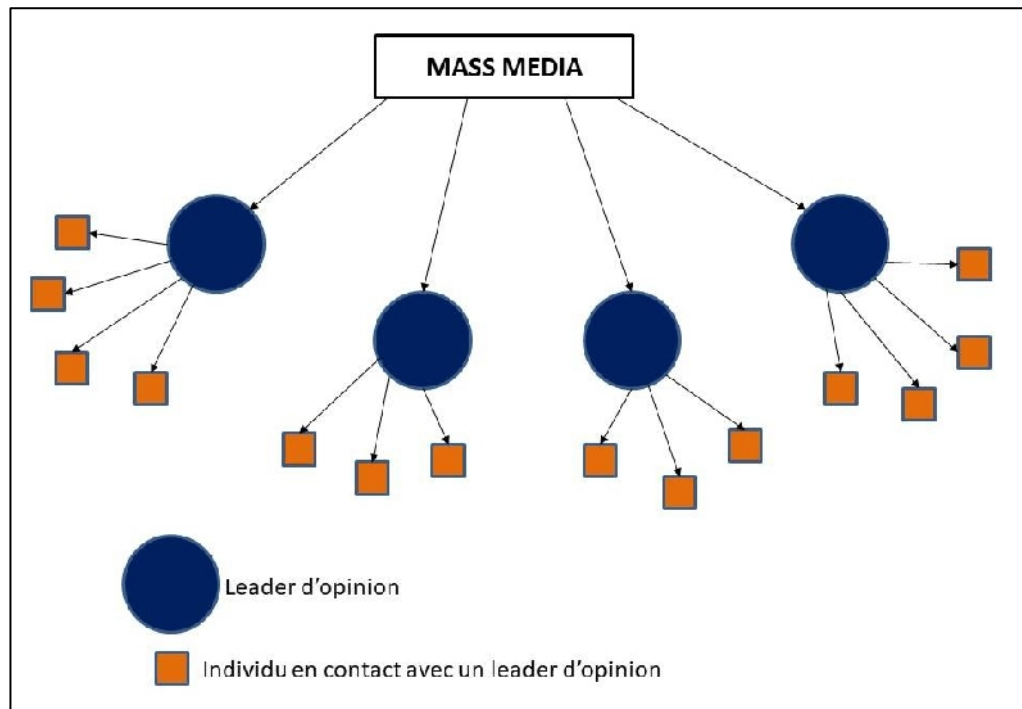 MASS MEDIA
Leader d’opinion
Individu en contact avec un leader d’opinion